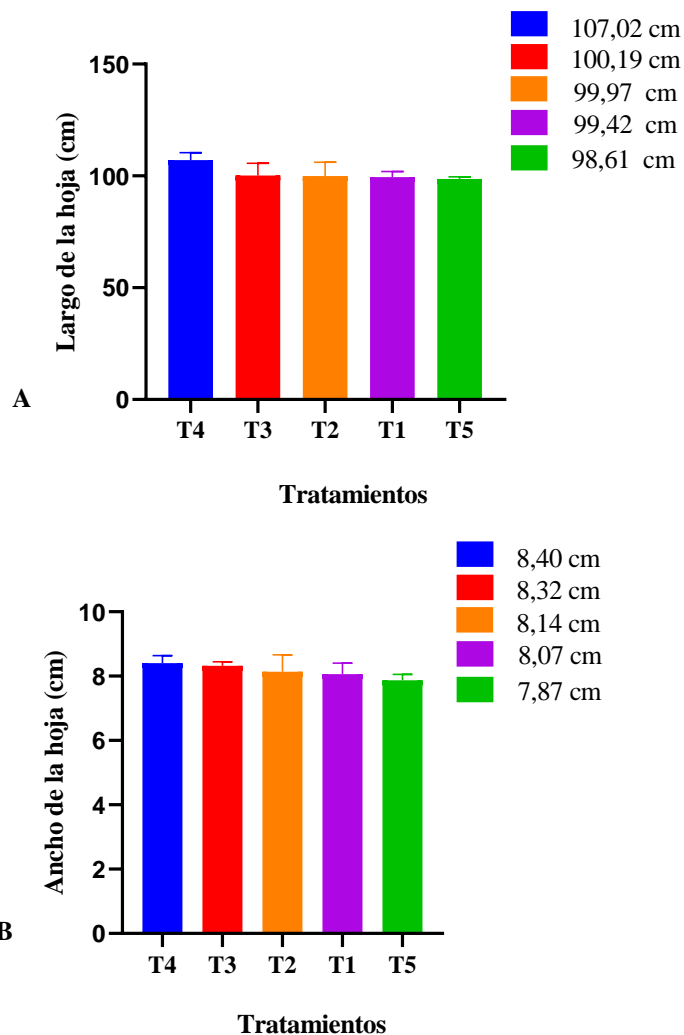 107,02 cm
100,19 cm
99,97 cm
99,42 cm
98,61 cm
150
100
50
0
Largo de la hoja (cm)
A
T4 T3 T2 T1 T5
Tratamientos
8,40 cm
8,32 cm
8,14 cm
8,07 cm
7,87 cm
10
8
6
4
2
0
Ancho de la hoja (cm)
B
T4 T3 T2 T1 T5
Tratamientos